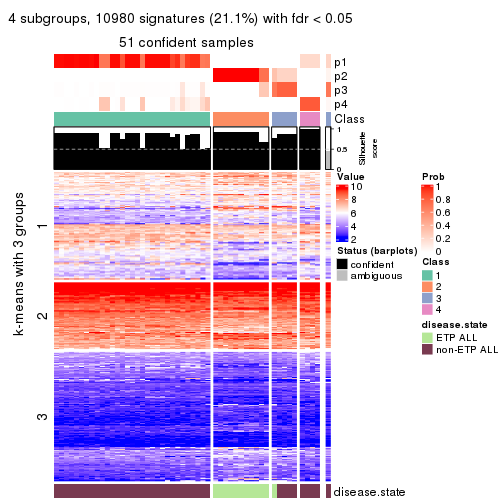 4 subgroups, 10980 signatures (21.1%) with fdr < 0.05
51 confident samples
p1
p2
p3
p4
Class
1
0.5
0
Silhouette
score
k-means with 3 groups
1
2
3
disease.state
Value
10
8
6
4
2
Status (barplots)
confident
ambiguous
Prob
1
0.8
0.6
0.4
0.2
0
Class
1
2
3
4
disease.state
ETP ALL
non-ETP ALL